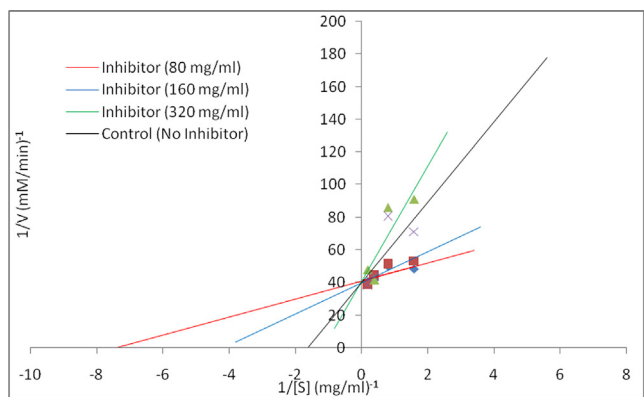 200
180
160
140
120
100
80
60
40
20
0
Inhibitor (80 mg/ml)
Inhibitor (160 mg/ml)
Inhibitor (320 mg/ml)
Control (No Inhibitor)
1/V (mM/min)⁻¹
-10 -8 -6 -4 -2 0 2 4 6 8
1/[S] (mg/ml)⁻¹